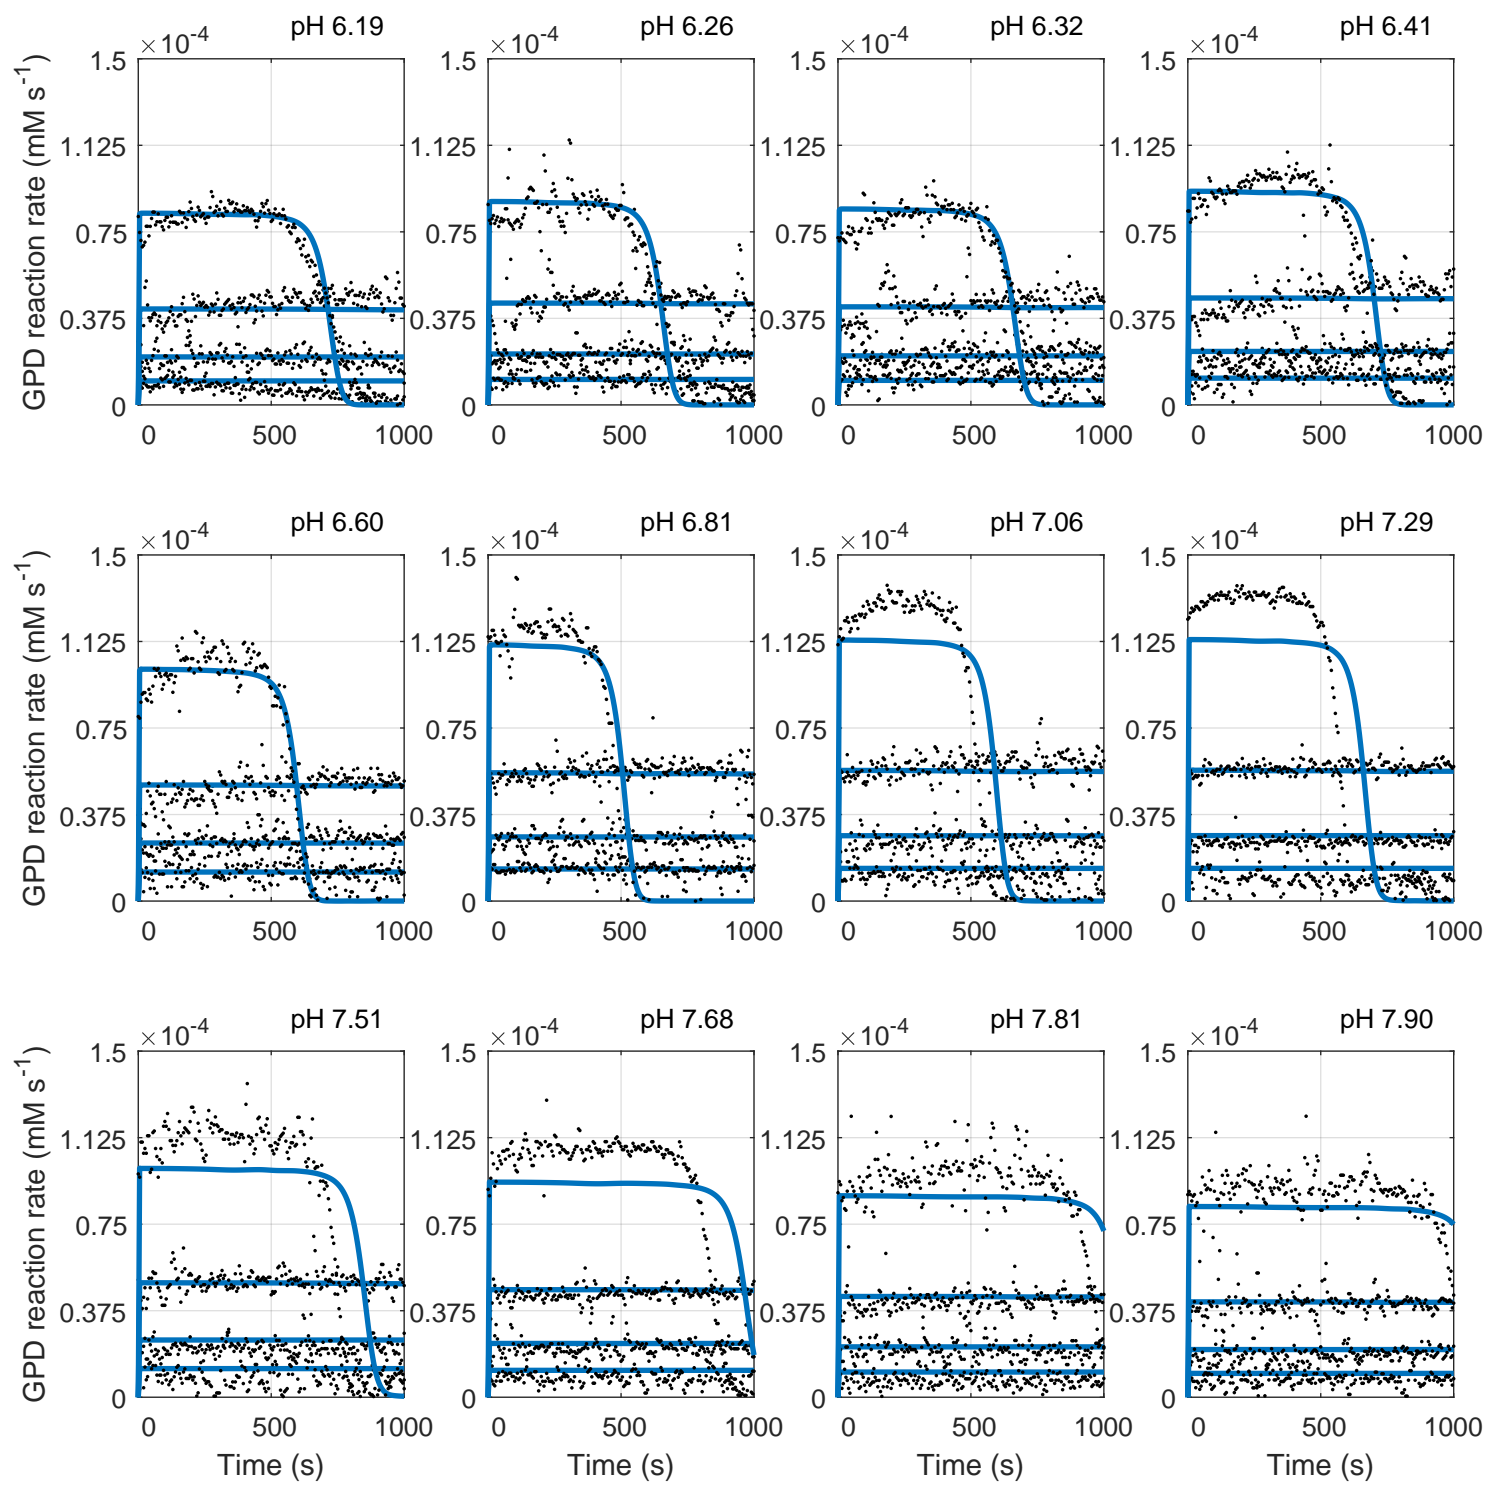 pH 6.19 pH 6.26 pH 6.32 pH 6.41
×10-4 ×10-4 ×10-4 ×10-4
1.5 1.5 1.5 1.5
1.125 1.125 1.125 1.125
0.75 0.75 0.75 0.75
0.375 0.375 0.375 0.375
0 0 0 0
0 500 1000 0 500 1000 0 500 1000 0 500 1000
GPD reaction rate (mM s-1)
pH 6.60 pH 6.81 pH 7.06 pH 7.29
×10-4 ×10-4 ×10-4 ×10-4
1.5 1.5 1.5 1.5
1.125 1.125 1.125 1.125
0.75 0.75 0.75 0.75
0.375 0.375 0.375 0.375
0 0 0 0
0 500 1000 0 500 1000 0 500 1000 0 500 1000
GPD reaction rate (mM s-1)
pH 7.51 pH 7.68 pH 7.81 pH 7.90
×10-4 ×10-4 ×10-4 ×10-4
1.5 1.5 1.5 1.5
1.125 1.125 1.125 1.125
0.75 0.75 0.75 0.75
0.375 0.375 0.375 0.375
0 0 0 0
0 500 1000 0 500 1000 0 500 1000 0 500 1000
GPD reaction rate (mM s-1)
Time (s) Time (s) Time (s) Time (s)